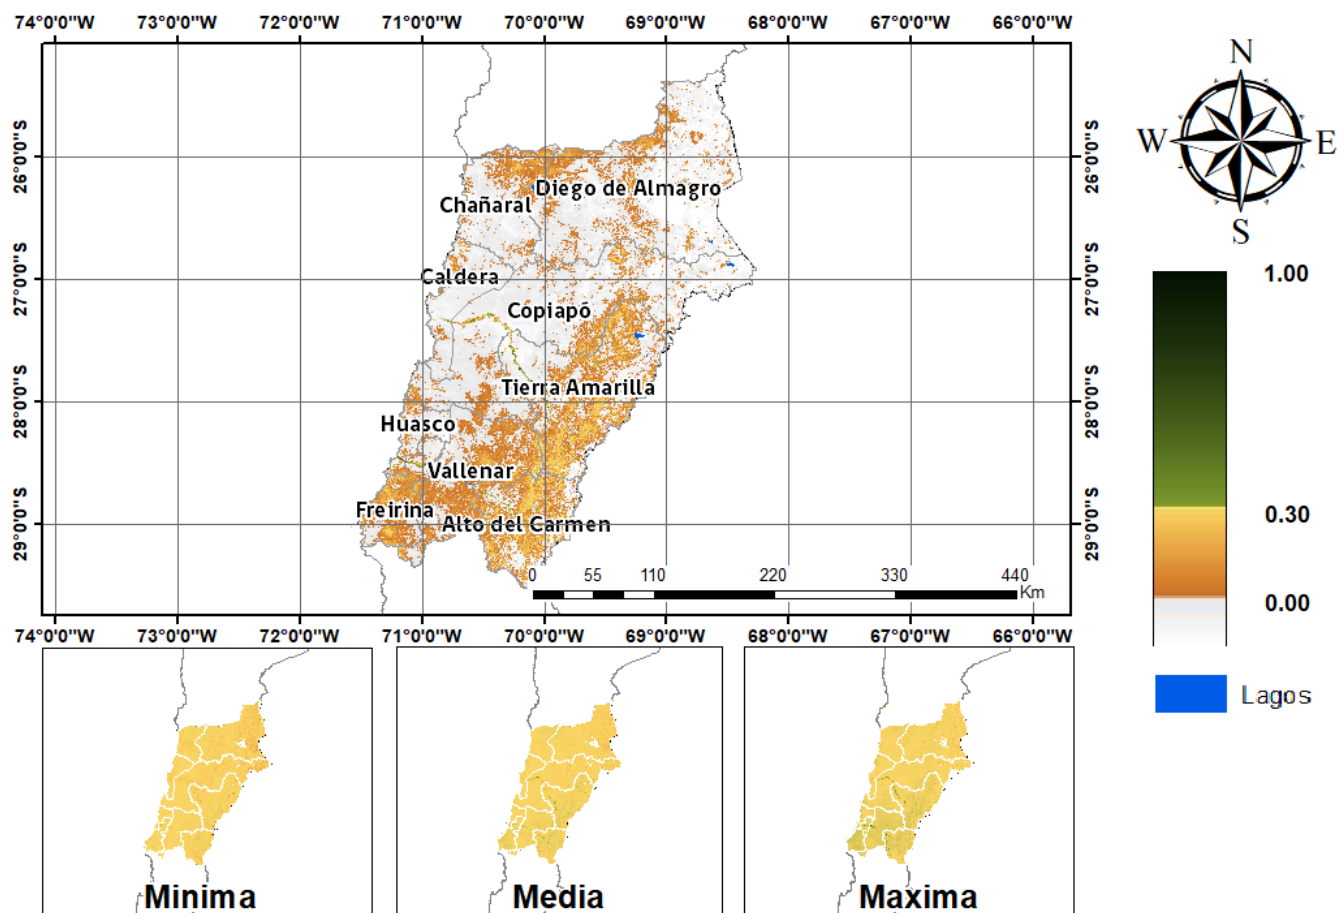 74°0'0"W 73°0'0"W 72°0'0"W 71°0'0"W 70°0'0"W 69°0'0"W 68°0'0"W 67°0'0"W 66°0'0"W
N
W E
S
26°0'0"S 26°0'0"S
Diego de Almagro
Chañaral
Caldera
27°0'0"S 27°0'0"S
1.00
Copiapó
Tierra Amarilla
28°0'0"S 28°0'0"S
Huasco
Vallenar
Freirina
Alto del Carmen
29°0'0"S 29°0'0"S
0.30
0 55 110 220 330 440
Km
0.00
74°0'0"W 73°0'0"W 72°0'0"W 71°0'0"W 70°0'0"W 69°0'0"W 68°0'0"W 67°0'0"W 66°0'0"W
Lagos
Minima
Media
Maxima